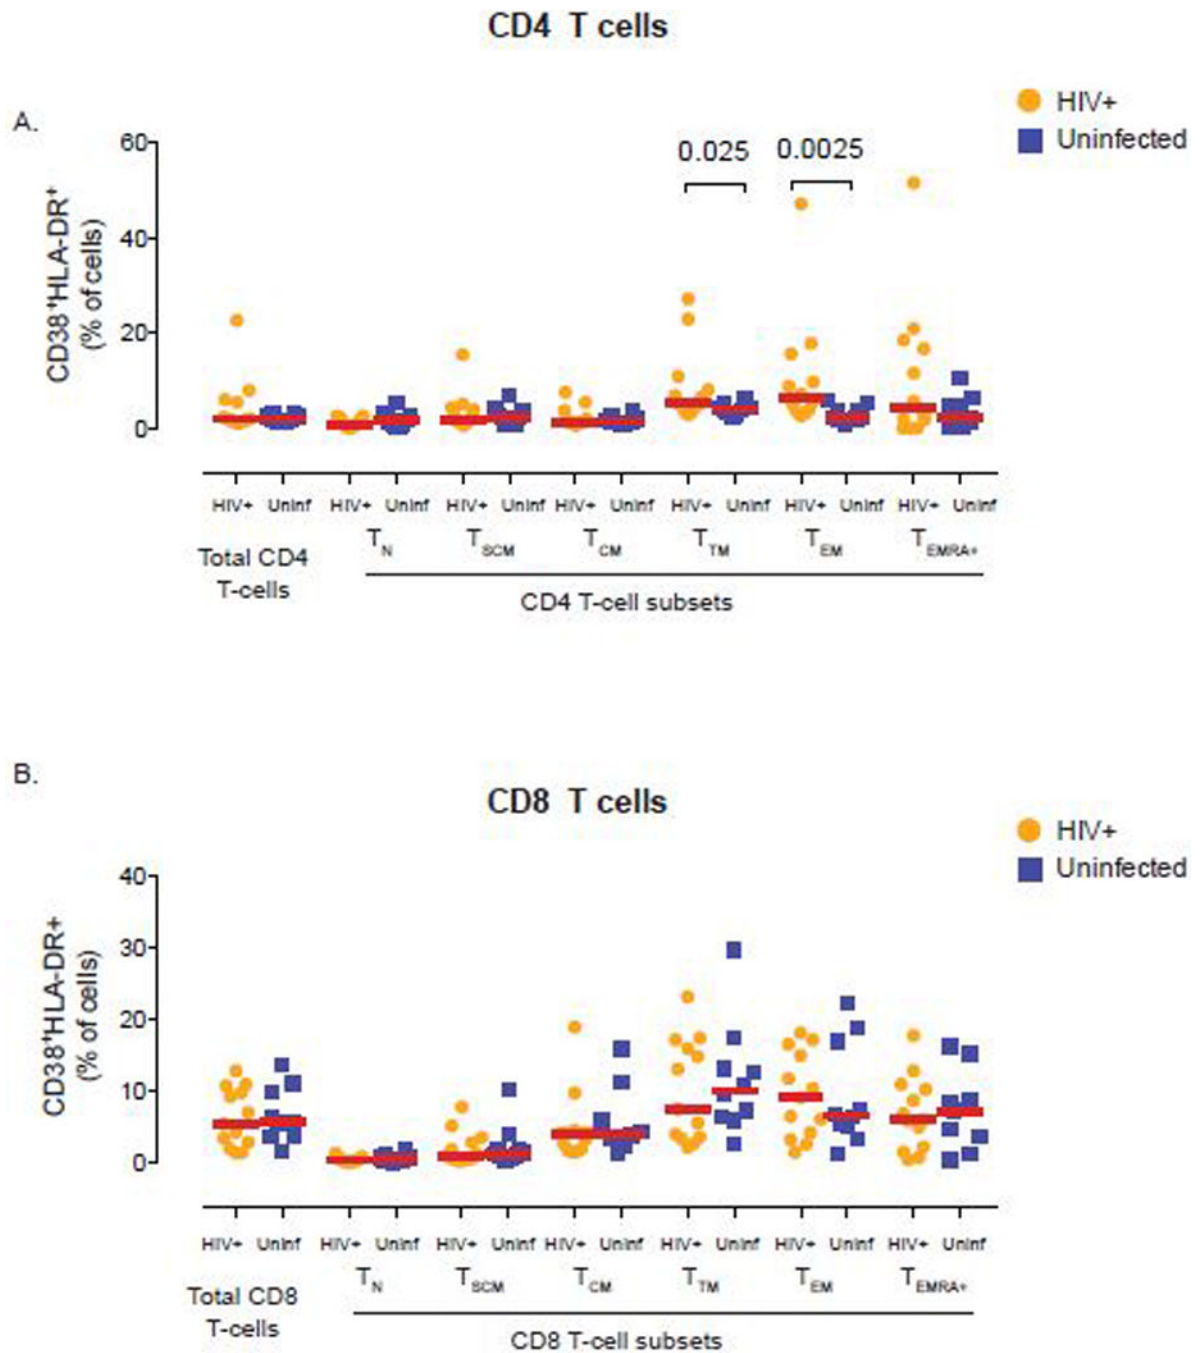 CD4 T cells
A.
HIV+
Uninfected
CD38⁺HLA-DR⁺
(% of cells)
60
40
20
0
0.025 0.0025
HIV+ Uninf HIV+ Uninf HIV+ Uninf HIV+ Uninf HIV+ Uninf HIV+ Uninf HIV+ Uninf
Total CD4
T-cells
TN TSCM TCM TTM TEM TEMRA+
CD4 T-cell subsets
B.
CD8 T cells
HIV+
Uninfected
CD38⁺HLA-DR+
(% of cells)
40
30
20
10
0
HIV+ Uninf HIV+ Uninf HIV+ Uninf HIV+ Uninf HIV+ Uninf HIV+ Uninf HIV+ Uninf
Total CD8
T-cells
TN TSCM TCM TTM TEM TEMRA+
CD8 T-cell subsets